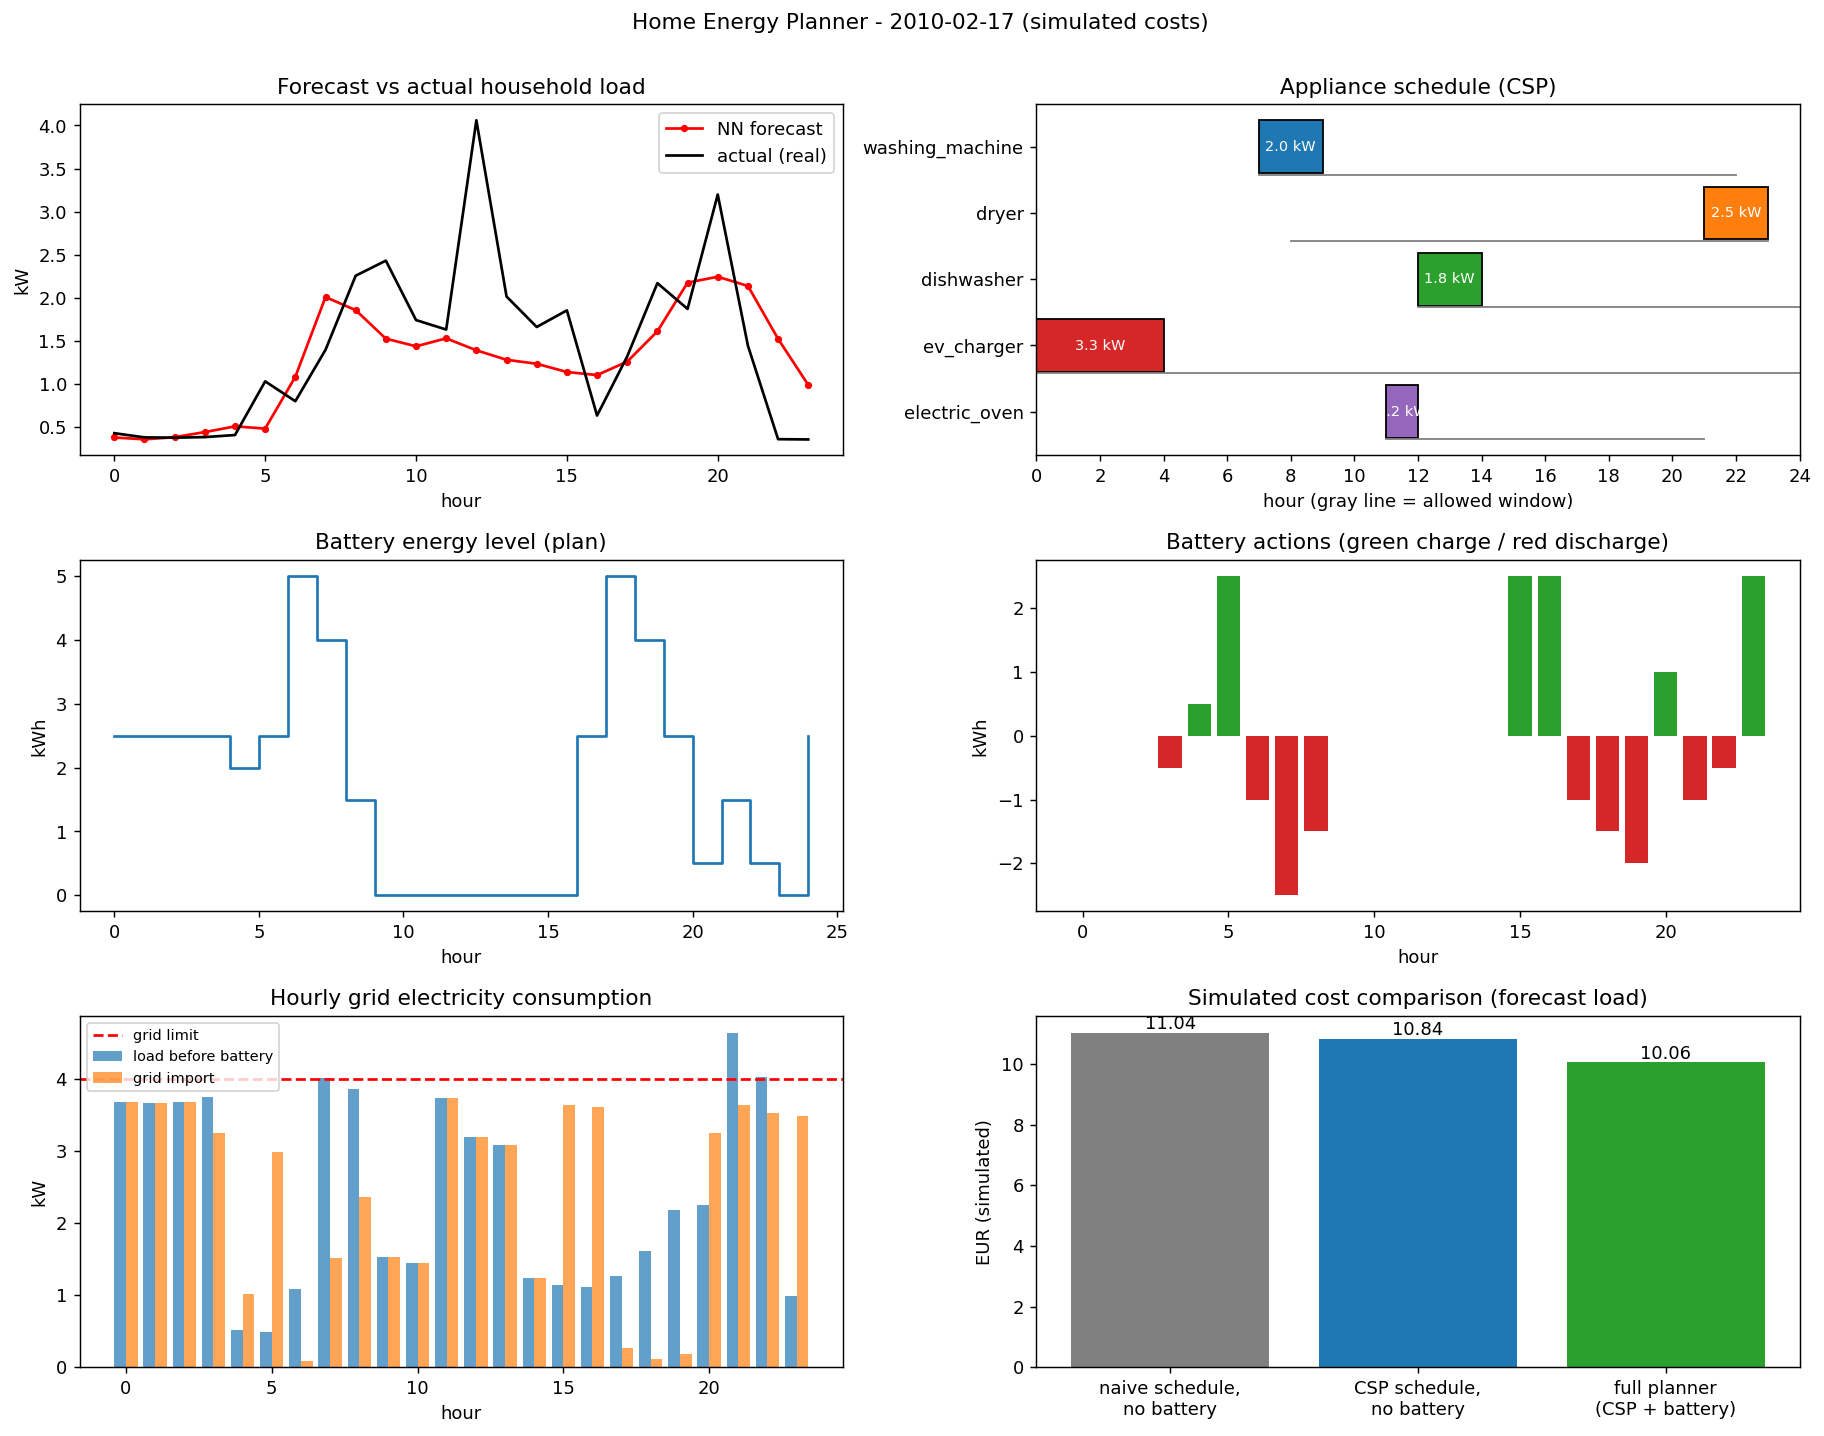 Home Energy Planner - 2010-02-17 (simulated costs)
Forecast vs actual household load
NN forecast
actual (real)
kW
4.0
3.5
3.0
2.5
2.0
1.5
1.0
0.5
0 5 10 15 20
hour
Appliance schedule (CSP)
washing_machine
2.0 kW
dryer
2.5 kW
dishwasher
1.8 kW
ev_charger
3.3 kW
electric_oven
.2 kW
0 2 4 6 8 10 12 14 16 18 20 22 24
hour (gray line = allowed window)
Battery energy level (plan)
kWh
5
4
3
2
1
0
0 5 10 15 20 25
hour
Battery actions (green charge / red discharge)
kWh
2
1
0
−1
−2
0 5 10 15 20
hour
Hourly grid electricity consumption
grid limit
load before battery
grid import
kW
4
3
2
1
0
0 5 10 15 20
hour
Simulated cost comparison (forecast load)
EUR (simulated)
11.04
10.84
10.06
10
8
6
4
2
0
naive schedule,
no battery
CSP schedule,
no battery
full planner
(CSP + battery)